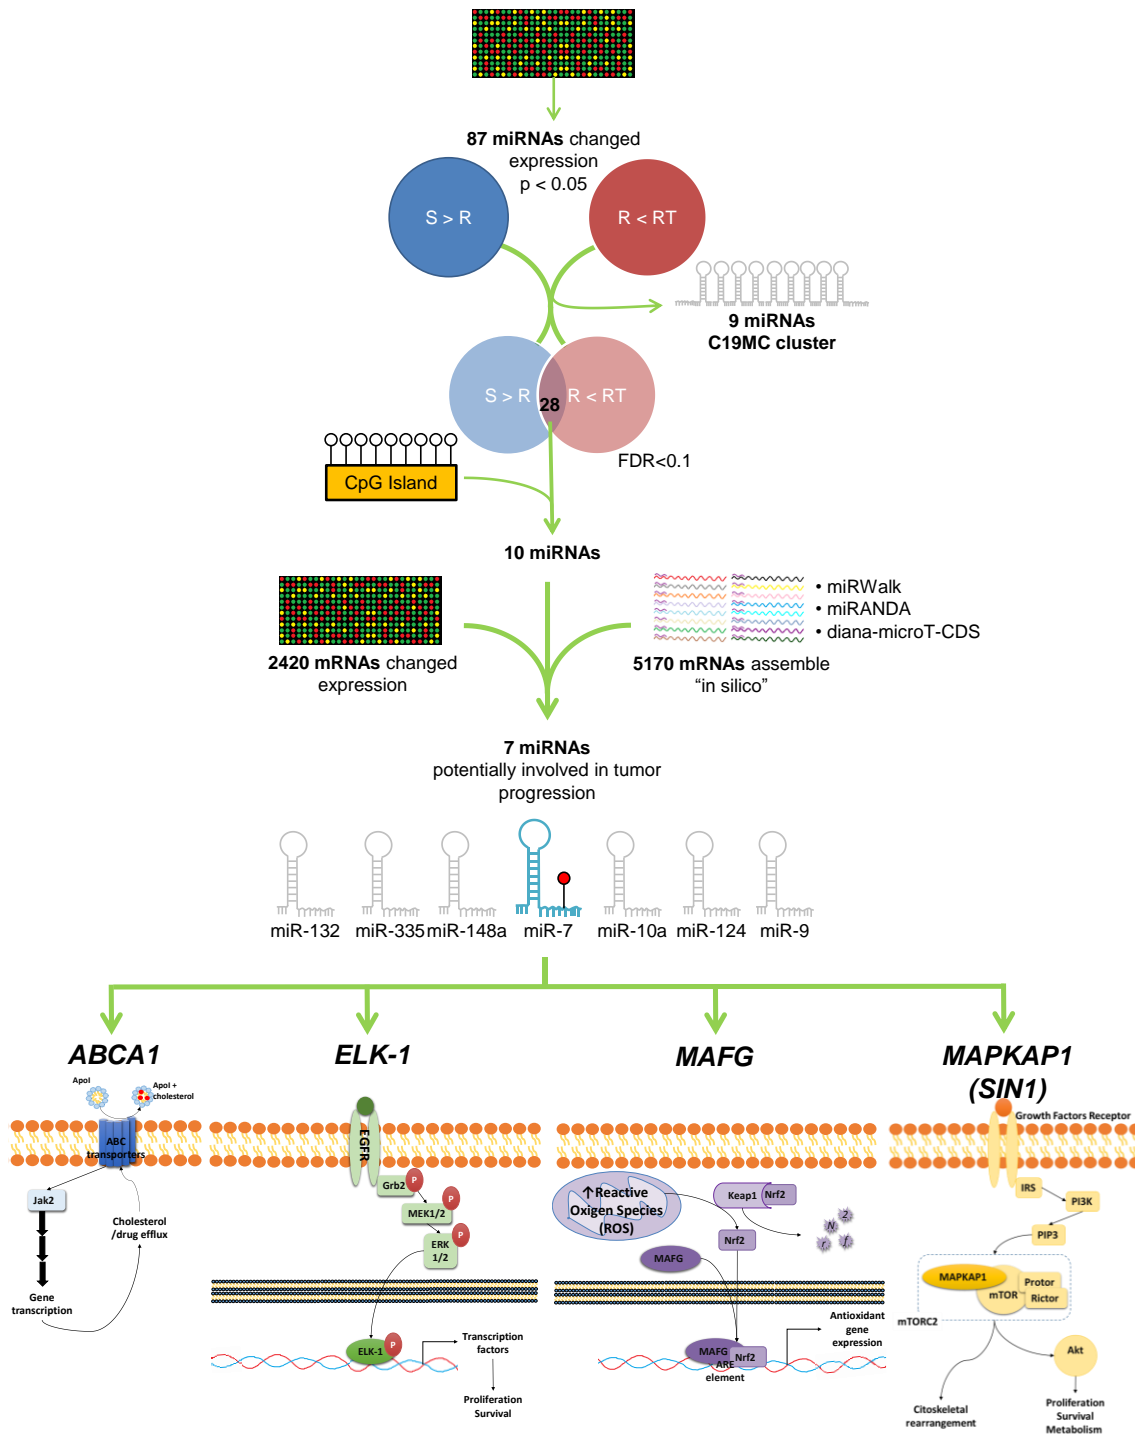 87 miRNAs changed
expression
p < 0.05
S > R
R < RT
9 miRNAs
C19MC cluster
S > R
28
R < RT
FDR<0.1
CpG Island
10 miRNAs
• miRWalk
• miRANDA
• diana-microT-CDS
2420 mRNAs changed
expression
5170 mRNAs assemble
“in silico”
7 miRNAs
potentially involved in tumor
progression
miR-132
miR-335
miR-148a
miR-7
miR-10a
miR-124
miR-9
ABCA1
ApoI
ApoI +
cholesterol
ABC
transporters
Jak2
Cholesterol
/drug efflux
Gene
transcription
ELK-1
EGFR
Grb2
P
MEK1/2
P
ERK
1/2
P
ELK-1
P
Transcription
factors
Proliferation
Survival
MAFG
↑Reactive
Oxigen Species
(ROS)
Keap1
Nrf2
Nrf2
N
r
f
2
MAFG
MAFG
Nrf2
ARE
element
Antioxidant
gene
expression
MAPKAP1
(SIN1)
Growth Factors Receptor
IRS
PI3K
PIP3
MAPKAP1
mTOR
Protor
Rictor
mTORC2
Akt
Citoskeletal
rearrangement
Proliferation
Survival
Metabolism